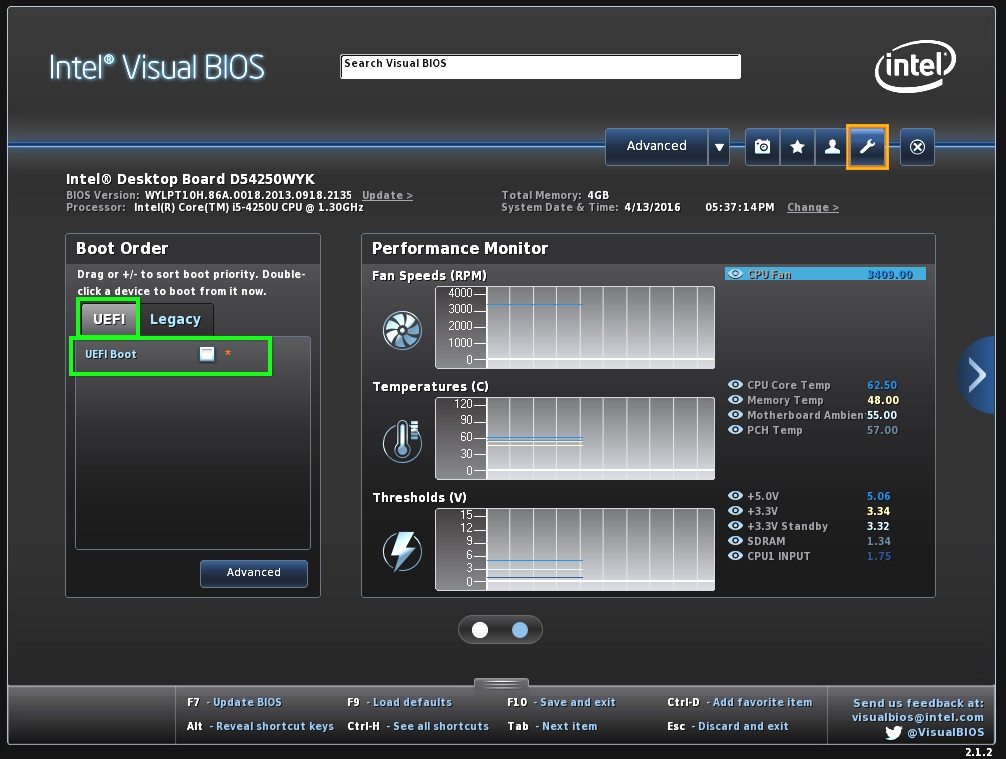 Intel® Visual BIOS
Search Visual BIOS
intel
Advanced
Intel® Desktop Board D54250WYK
BIOS Version: WYLPT10H.86A.0018.2013.0918.2135 Update >
Total Memory: 4GB
Processor: Intel(R) Core(TM) i5-4250U CPU @ 1.30GHz
System Date & Time: 4/13/2016 05:37:14PM Change >
Boot Order
Drag or +/- to sort boot priority. Double-
click a device to boot from it now.
UEFI Legacy
UEFI Boot *
Advanced
Performance Monitor
Fan Speeds (RPM)
4000
3000
2000
1000
0
CPU Fan 3409.00
Temperatures (C)
120
90
60
30
0
CPU Core Temp 62.50
Memory Temp 48.00
Motherboard Ambien 55.00
PCH Temp 57.00
Thresholds (V)
15
12
9
6
3
0
+5.0V 5.06
+3.3V 3.34
+3.3V Standby 3.32
SDRAM 1.34
CPU1 INPUT 1.75
F7 - Update BIOS F9 - Load defaults F10 - Save and exit Ctrl-D - Add favorite item
Alt - Reveal shortcut keys Ctrl-H - See all shortcuts Tab - Next item Esc - Discard and exit
Send us feedback at:
visualbios@intel.com
@VisualBIOS
2.1.2